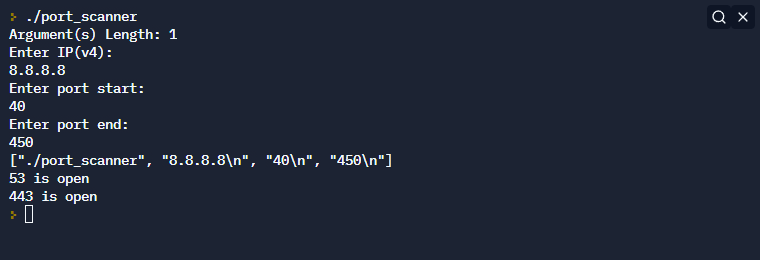 > ./port_scanner
Argument(s) Length: 1
Enter IP(v4):
8.8.8.8
Enter port start:
40
Enter port end:
450
["./port_scanner", "8.8.8.8\n", "40\n", "450\n"]
53 is open
443 is open
>